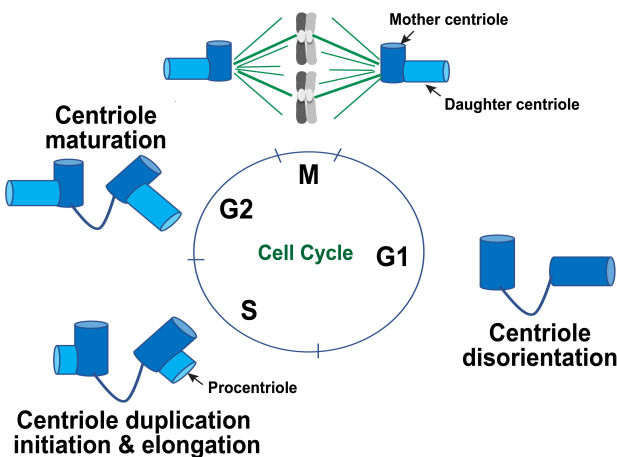 Mother centriole
Daughter centriole
Centriole
maturation
M
G2
Cell Cycle
G1
S
Centriole
disorientation
Procentriole
Centriole duplication
initiation & elongation